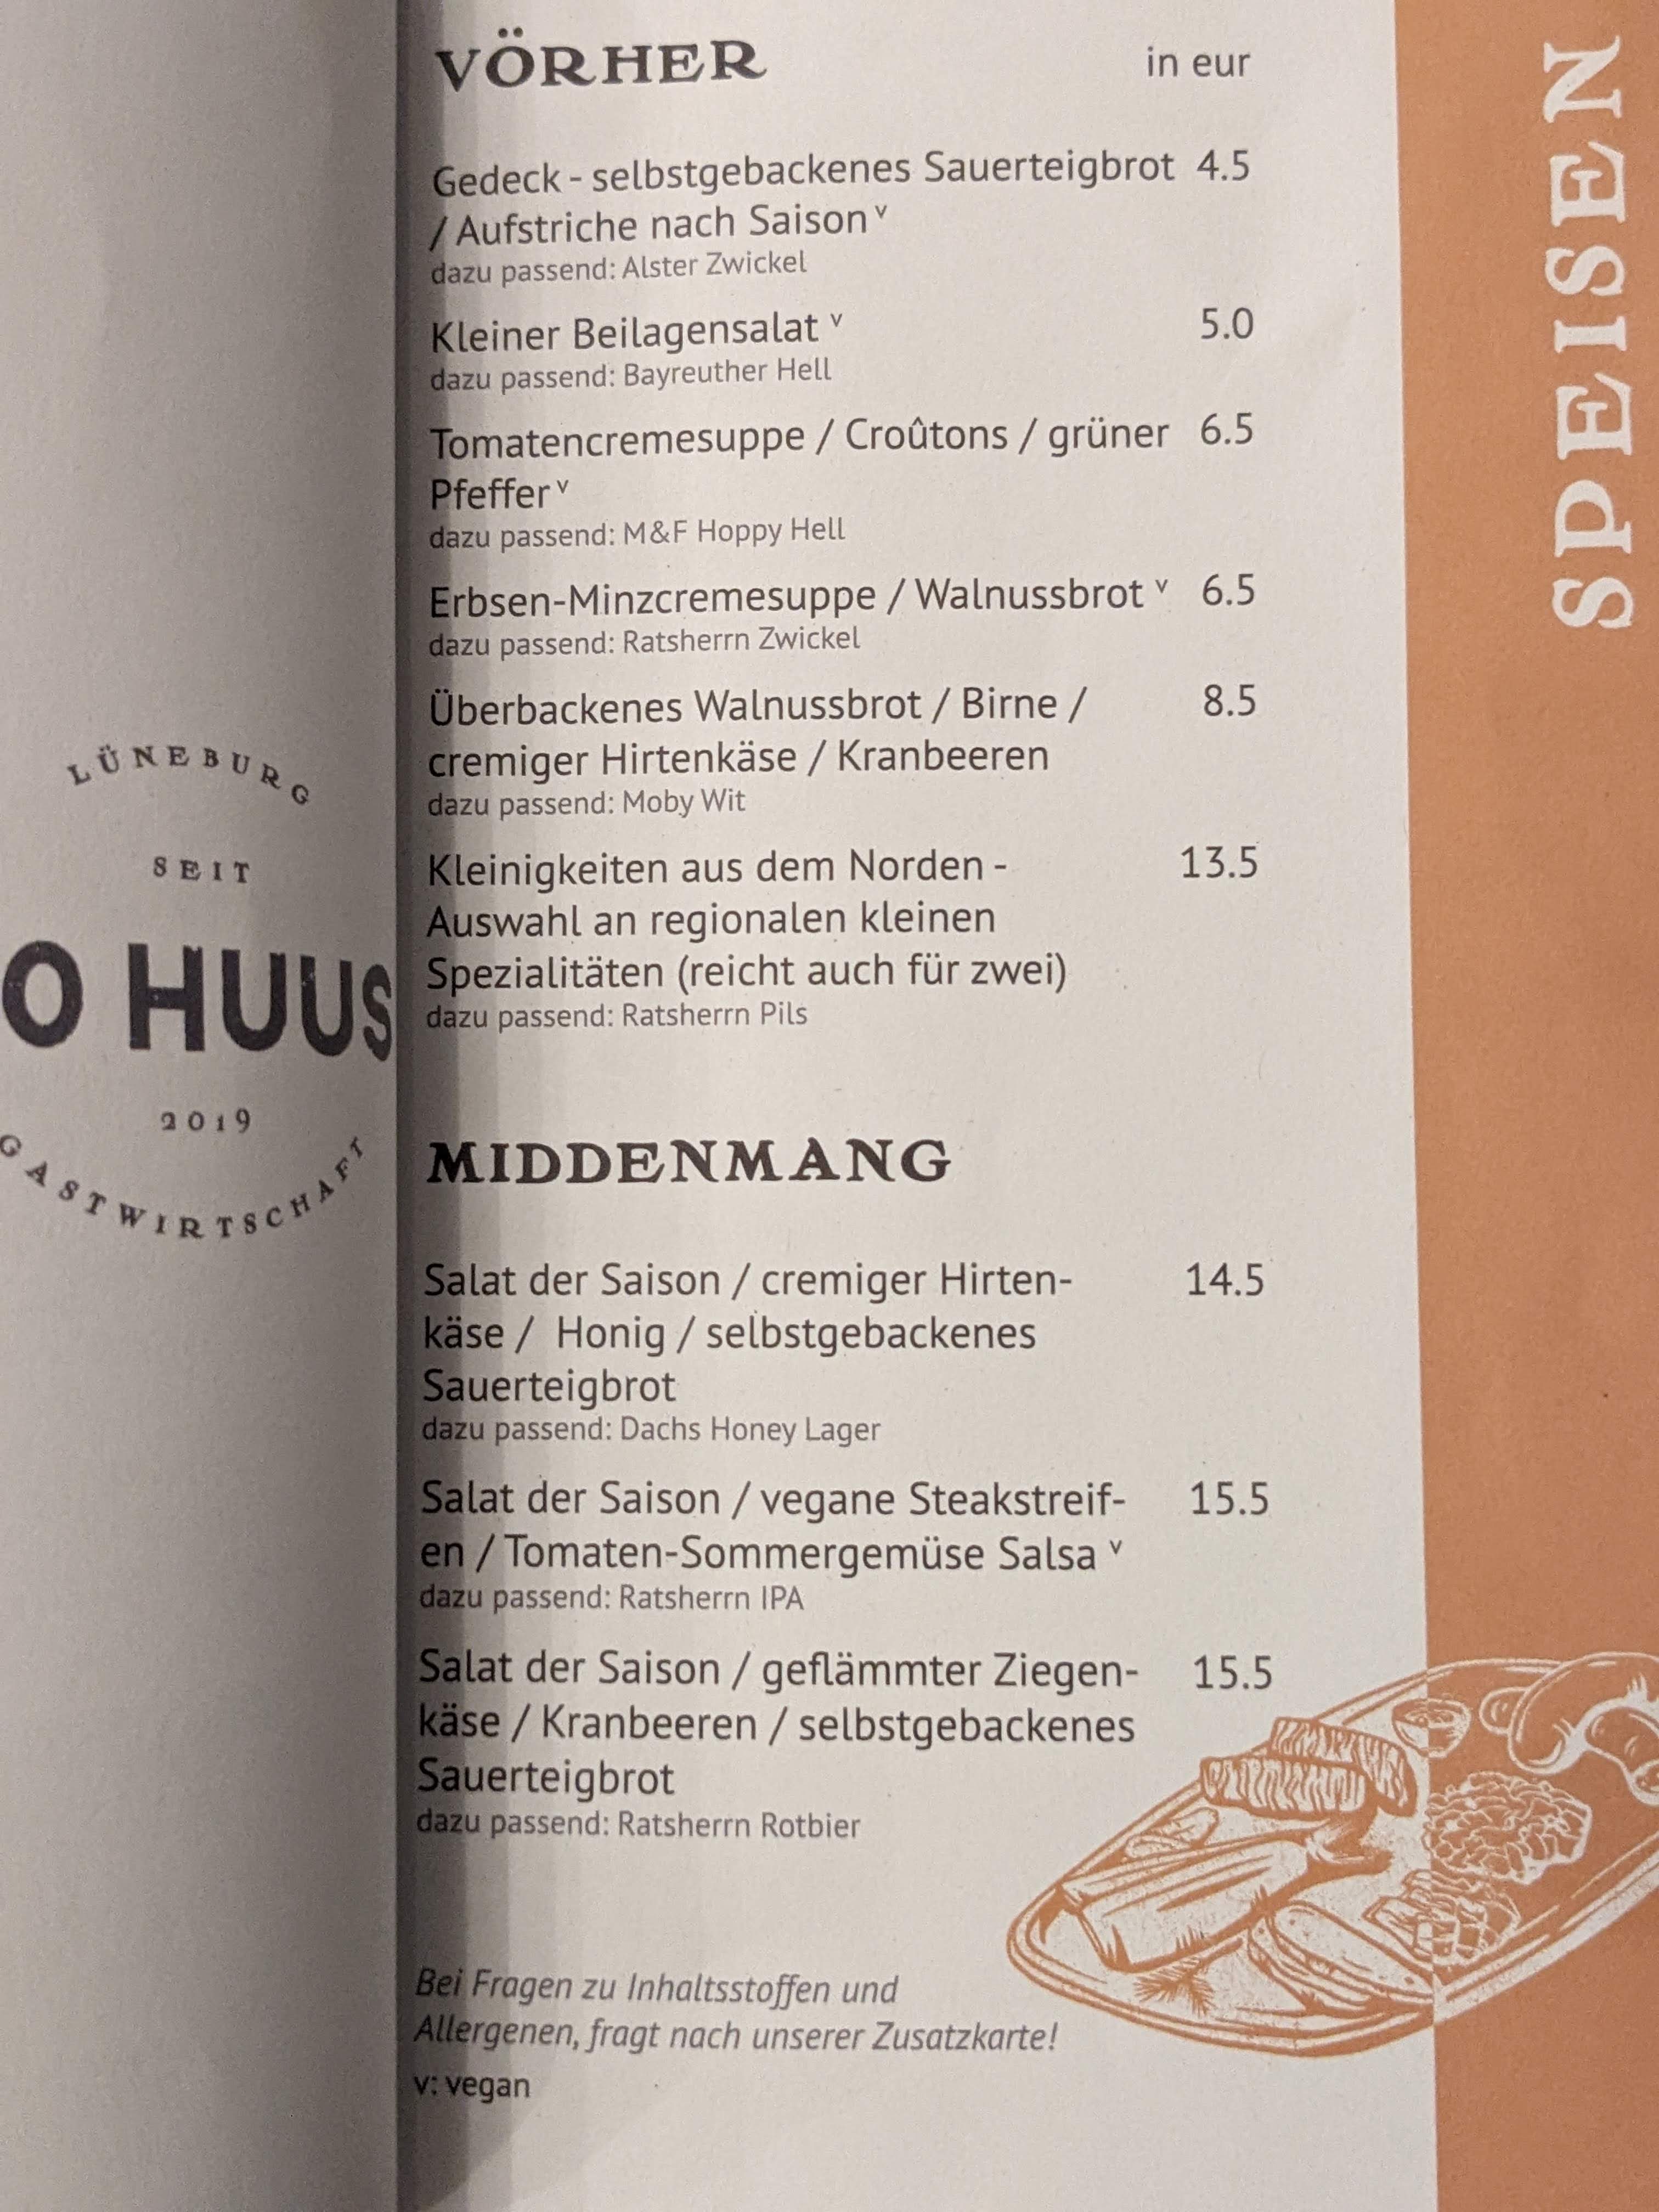 LÜNEBURG
SEIT
O HUUS
2019
GASTWIRTSCHAFT
VÖRHER in eur
Gedeck - selbstgebackenes Sauerteigbrot 4.5
/ Aufstriche nach Saison v
dazu passend: Alster Zwickel
Kleiner Beilagensalat v 5.0
dazu passend: Bayreuther Hell
Tomatencremesuppe / Croûtons / grüner 6.5
Pfeffer v
dazu passend: M&F Hoppy Hell
Erbsen-Minzcremesuppe / Walnussbrot v 6.5
dazu passend: Ratsherrn Zwickel
Überbackenes Walnussbrot / Birne / 8.5
cremiger Hirtenkäse / Kranbeeren
dazu passend: Moby Wit
Kleinigkeiten aus dem Norden - 13.5
Auswahl an regionalen kleinen
Spezialitäten (reicht auch für zwei)
dazu passend: Ratsherrn Pils
MIDDENMANG
Salat der Saison / cremiger Hirten- 14.5
käse / Honig / selbstgebackenes
Sauerteigbrot
dazu passend: Dachs Honey Lager
Salat der Saison / vegane Steakstreif- 15.5
en / Tomaten-Sommergemüse Salsa v
dazu passend: Ratsherrn IPA
Salat der Saison / geflämmter Ziegen- 15.5
käse / Kranbeeren / selbstgebackenes
Sauerteigbrot
dazu passend: Ratsherrn Rotbier
Bei Fragen zu Inhaltsstoffen und
Allergenen, fragt nach unserer Zusatzkarte!
v: vegan
SPEISEN